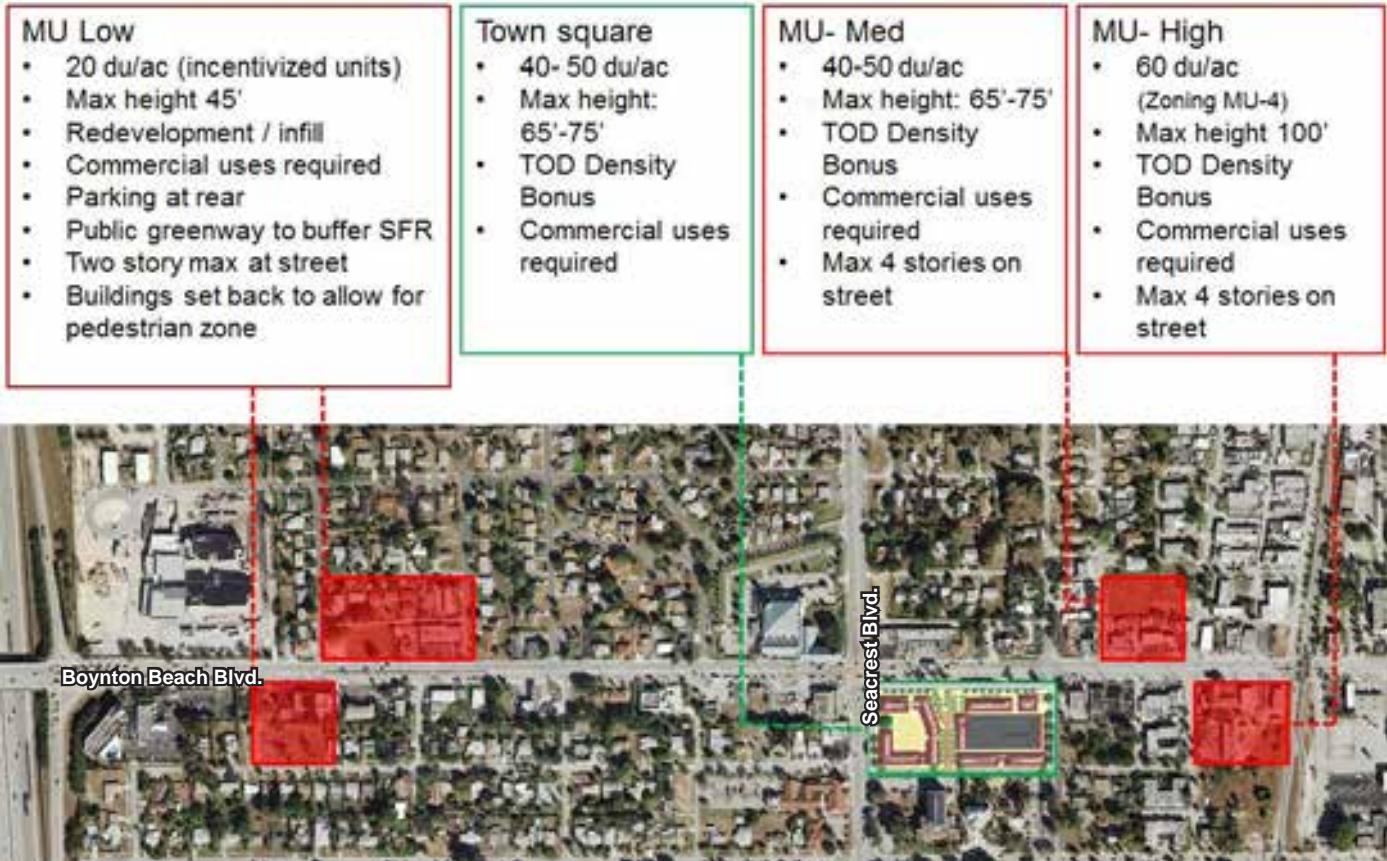 MU Low
• 20 du/ac (incentivized units)
• Max height 45'
• Redevelopment / infill
• Commercial uses required
• Parking at rear
• Public greenway to buffer SFR
• Two story max at street
• Buildings set back to allow for
pedestrian zone
Town square
• 40- 50 du/ac
• Max height:
65'-75'
• TOD Density
Bonus
• Commercial uses
required
MU- Med
• 40-50 du/ac
• Max height: 65'-75'
• TOD Density
Bonus
• Commercial uses
required
• Max 4 stories on
street
MU- High
• 60 du/ac
(Zoning MU-4)
• Max height 100'
• TOD Density
Bonus
• Commercial uses
required
• Max 4 stories on
street
Boynton Beach Blvd.
Seacrest Blvd.